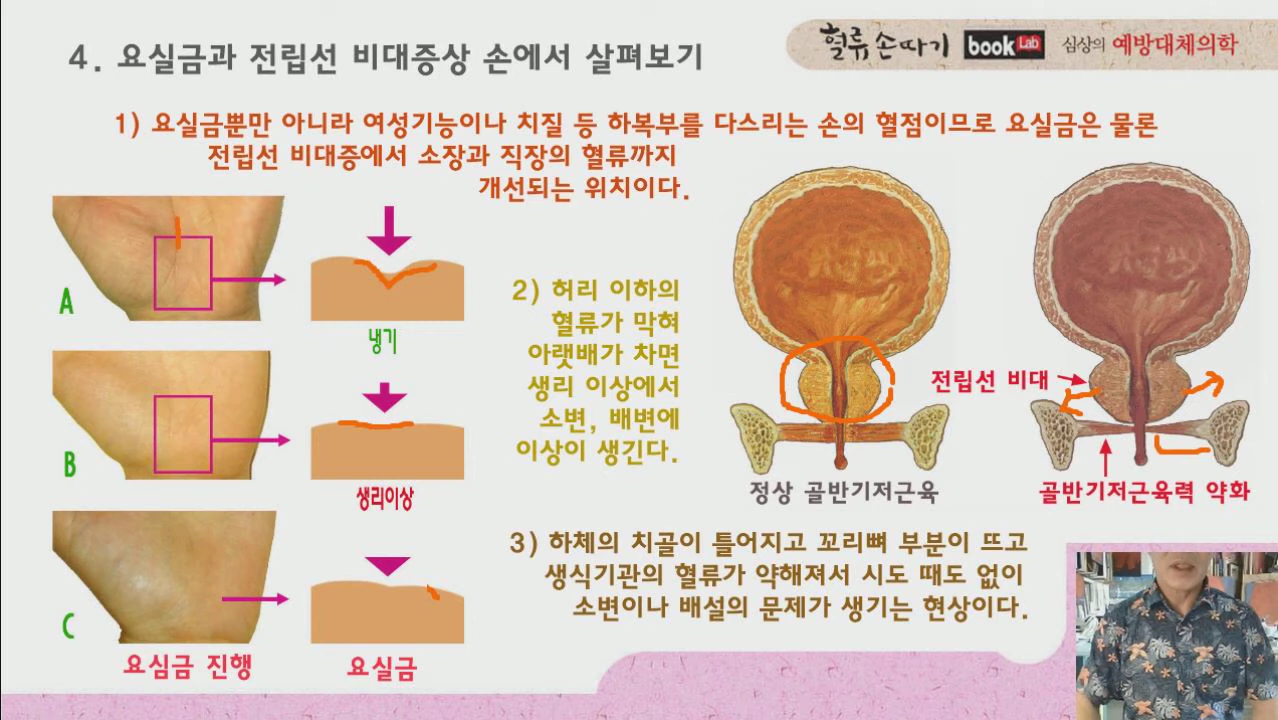 4. 요실금과 전립선 비대증상 손에서 살펴보기
혈류 손따기 book Lab 심상의 예방대체의학
1) 요실금뿐만 아니라 여성기능이나 치질 등 하복부를 다스리는 손의 혈점이므로 요실금은 물론
전립선 비대증에서 소장과 직장의 혈류까지
개선되는 위치이다.
A
냉기
B
생리이상
C
요심금 진행
요실금
2) 허리 이하의
혈류가 막혀
아랫배가 차면
생리 이상에서
소변, 배변에
이상이 생긴다.
전립선 비대
정상 골반기저근육
골반기저근육력 약화
3) 하체의 치골이 틀어지고 꼬리뼈 부분이 뜨고
생식기관의 혈류가 약해져서 시도 때도 없이
소변이나 배설의 문제가 생기는 현상이다.